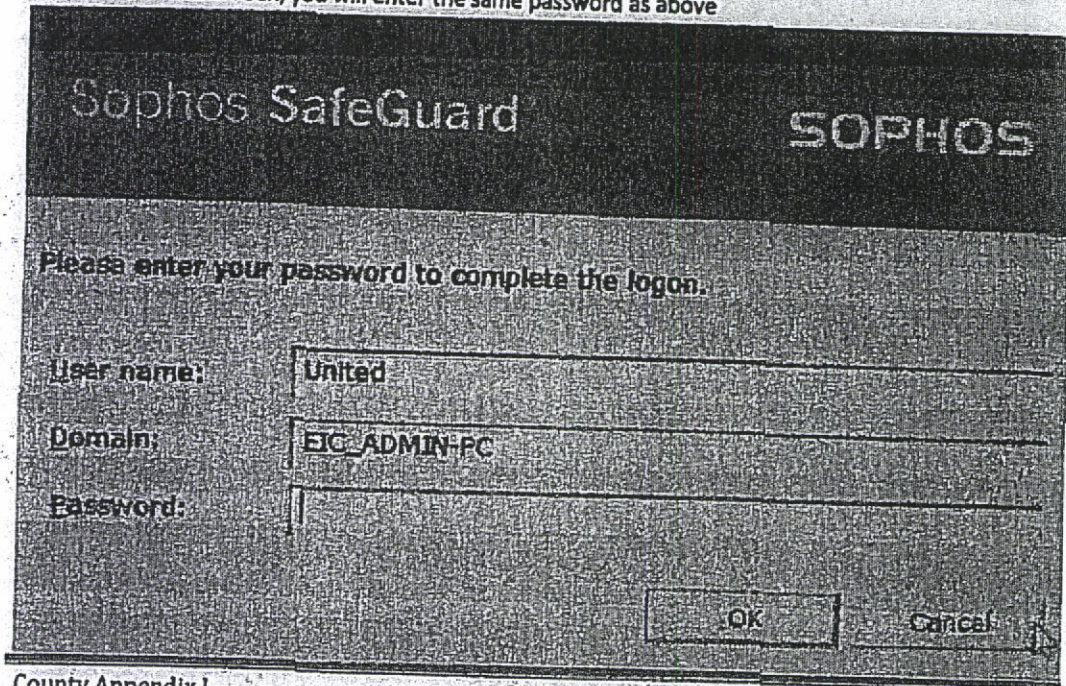 you will enter the same password as above
Sophos SafeGuard
SOPHOS
Please enter your password to complete the logon.
User name:
United
Domain:
EIC_ADMIN-PC
Password:
OK
Cancel
County Appendix